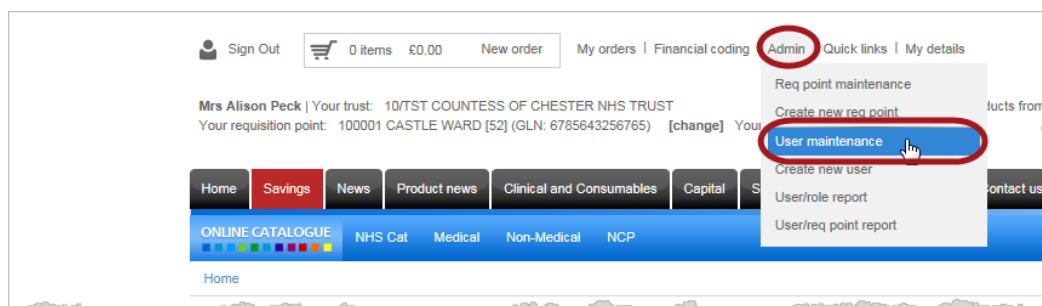 Sign Out 0 items £0.00 New order My orders | Financial coding Admin Quick links | My details
Req point maintenance
Mrs Alison Peck | Your trust: 10/TST COUNTESS OF CHESTER NHS TRUST
Create new req point
Your requisition point: 100001 CASTLE WARD [52] (GLN: 6785643256765) [change] You
User maintenance
Create new user
Home Savings News Product news Clinical and Consumables Capital S ontact us
User/role report
User/req point report
ONLINE CATALOGUE NHS Cat Medical Non-Medical NCP
Home